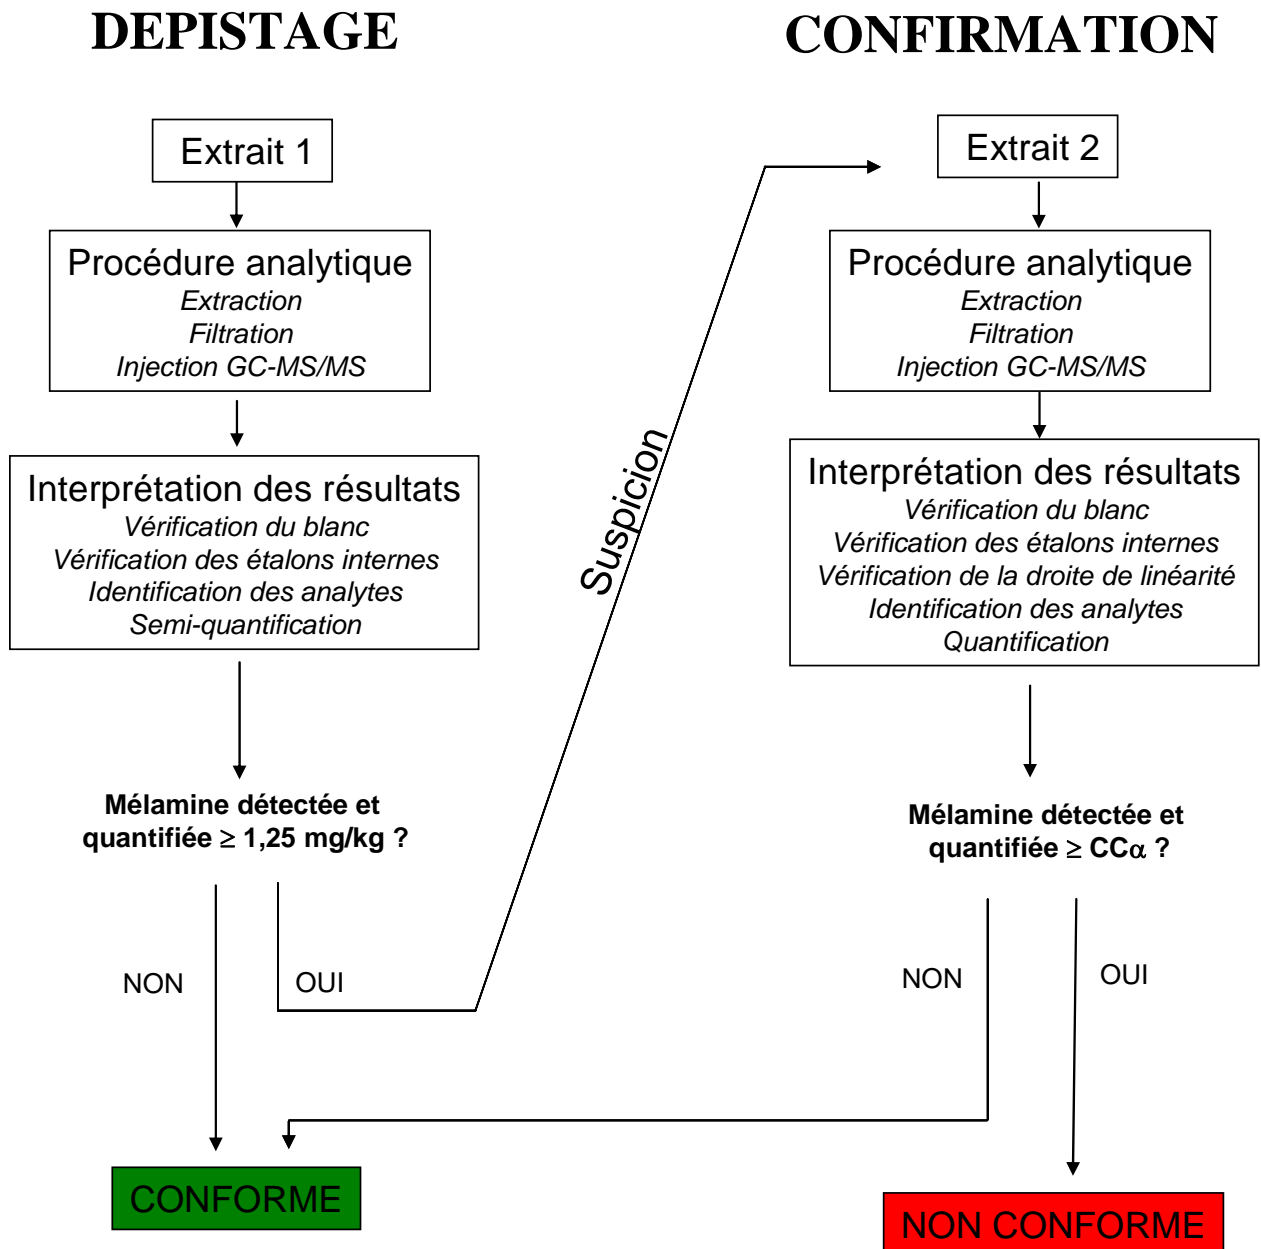 DEPISTAGE
Extrait 1
Procédure analytique
Extraction
Filtration
Injection GC-MS/MS
Interprétation des résultats
Vérification du blanc
Vérification des étalons internes
Identification des analytes
Semi-quantification
Mélamine détectée et
quantifiée ≥ 1,25 mg/kg ?
NON
OUI
CONFORME
Suspicion
CONFIRMATION
Extrait 2
Procédure analytique
Extraction
Filtration
Injection GC-MS/MS
Interprétation des résultats
Vérification du blanc
Vérification des étalons internes
Vérification de la droite de linéarité
Identification des analytes
Quantification
Mélamine détectée et
quantifiée ≥ CCα ?
NON
OUI
NON CONFORME